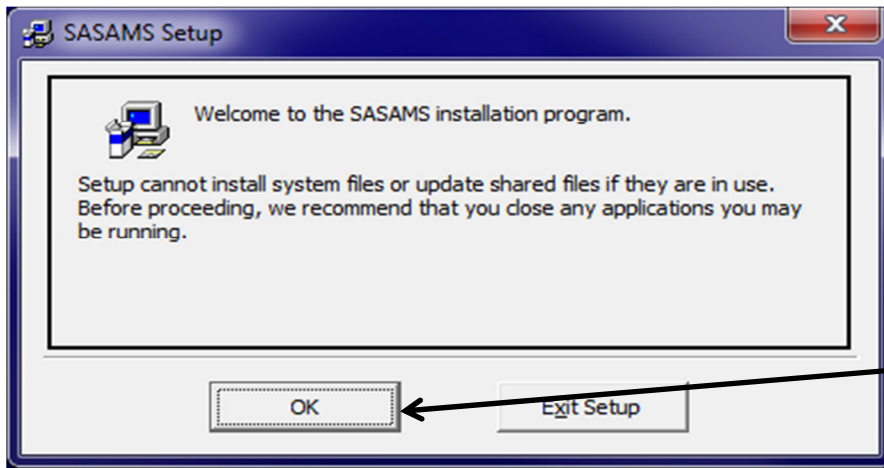 SASAMS Setup
Welcome to the SASAMS installation program.
Setup cannot install system files or update shared files if they are in use.
Before proceeding, we recommend that you close any applications you may
be running.
OK
Exit Setup